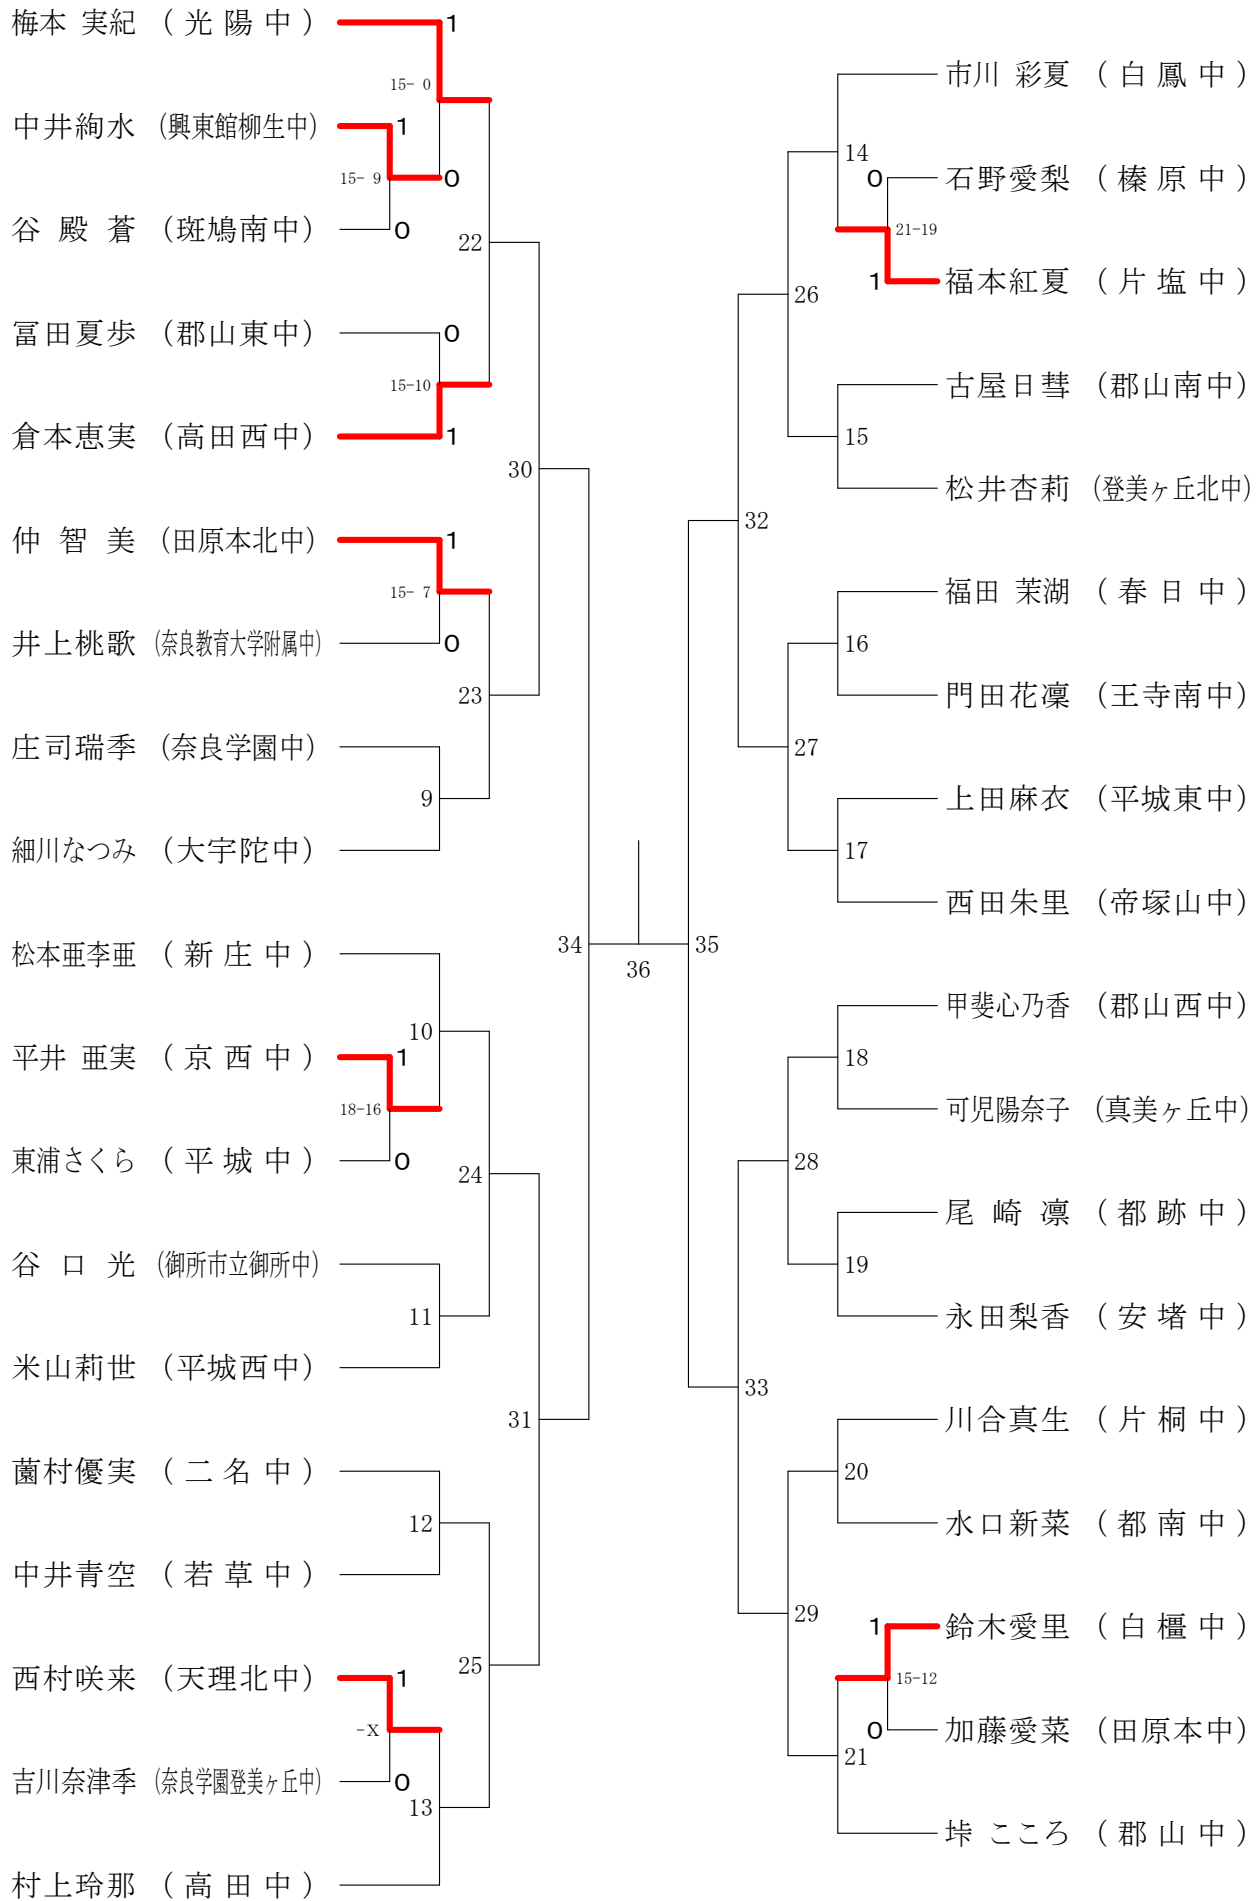 梅本 実紀 （ 光 陽 中 ）
1
15- 0
中井絢水 （興東館柳生中）
1
15- 9
0
谷 殿 蒼 （斑鳩南中）
0
22
冨田夏歩 （郡山東中）
0
15-10
倉本恵実 （高田西中）
1
30
仲 智 美 （田原本北中）
1
15- 7
井上桃歌 （奈良教育大学附属中）
0
23
庄司瑞季 （奈良学園中）
9
細川なつみ （大宇陀中）
34
松本亜李亜 （ 新 庄 中 ）
10
平井 亜実 （ 京 西 中 ）
1
18-16
東浦さくら （ 平 城 中 ）
0
24
谷 口 光 （御所市立御所中）
11
米山莉世 （平城西中）
31
薗村優実 （ 二 名 中 ）
12
中井青空 （ 若 草 中 ）
25
西村咲来 （天理北中）
1
-X
吉川奈津季 （奈良学園登美ヶ丘中）
0
13
村上玲那 （ 高 田 中 ）
36
市川 彩夏 （ 白 鳳 中 ）
14
0
石野愛梨 （ 榛 原 中 ）
21-19
1
福本紅夏 （ 片 塩 中 ）
26
古屋日彗 （郡山南中）
15
松井杏莉 （登美ヶ丘北中）
32
福田 茉湖 （ 春 日 中 ）
16
門田花凜 （王寺南中）
27
上田麻衣 （平城東中）
17
西田朱里 （帝塚山中）
35
甲斐心乃香 （郡山西中）
18
可児陽奈子 （真美ヶ丘中）
28
尾 崎 凛 （ 都 跡 中 ）
19
永田梨香 （ 安 堵 中 ）
33
川合真生 （ 片 桐 中 ）
20
水口新菜 （ 都 南 中 ）
29
1
鈴木愛里 （ 白 橿 中 ）
15-12
0
加藤愛菜 （田原本中）
21
垰 こころ （ 郡 山 中 ）